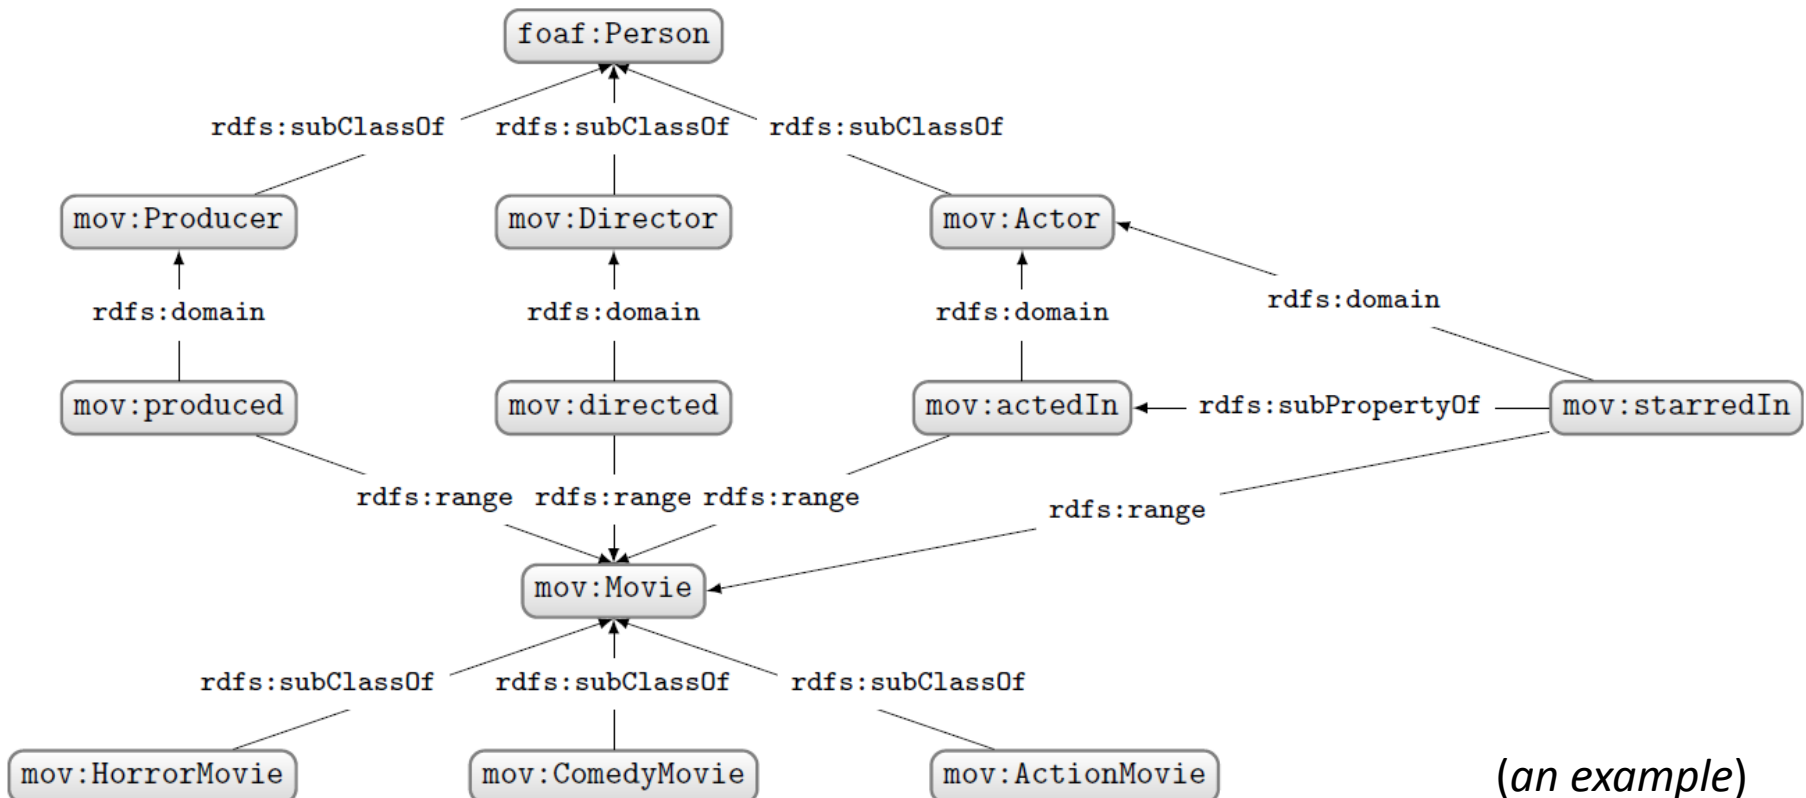 foaf:Person
rdfs:subClassOf rdfs:subClassOf rdfs:subClassOf
mov:Producer mov:Director mov:Actor
rdfs:domain rdfs:domain rdfs:domain rdfs:domain
mov:produced mov:directed mov:actedIn rdfs:subPropertyOf mov:starredIn
rdfs:range rdfs:range rdfs:range rdfs:range
mov:Movie
rdfs:subClassOf rdfs:subClassOf rdfs:subClassOf
mov:HorrorMovie mov:ComedyMovie mov:ActionMovie (an example)